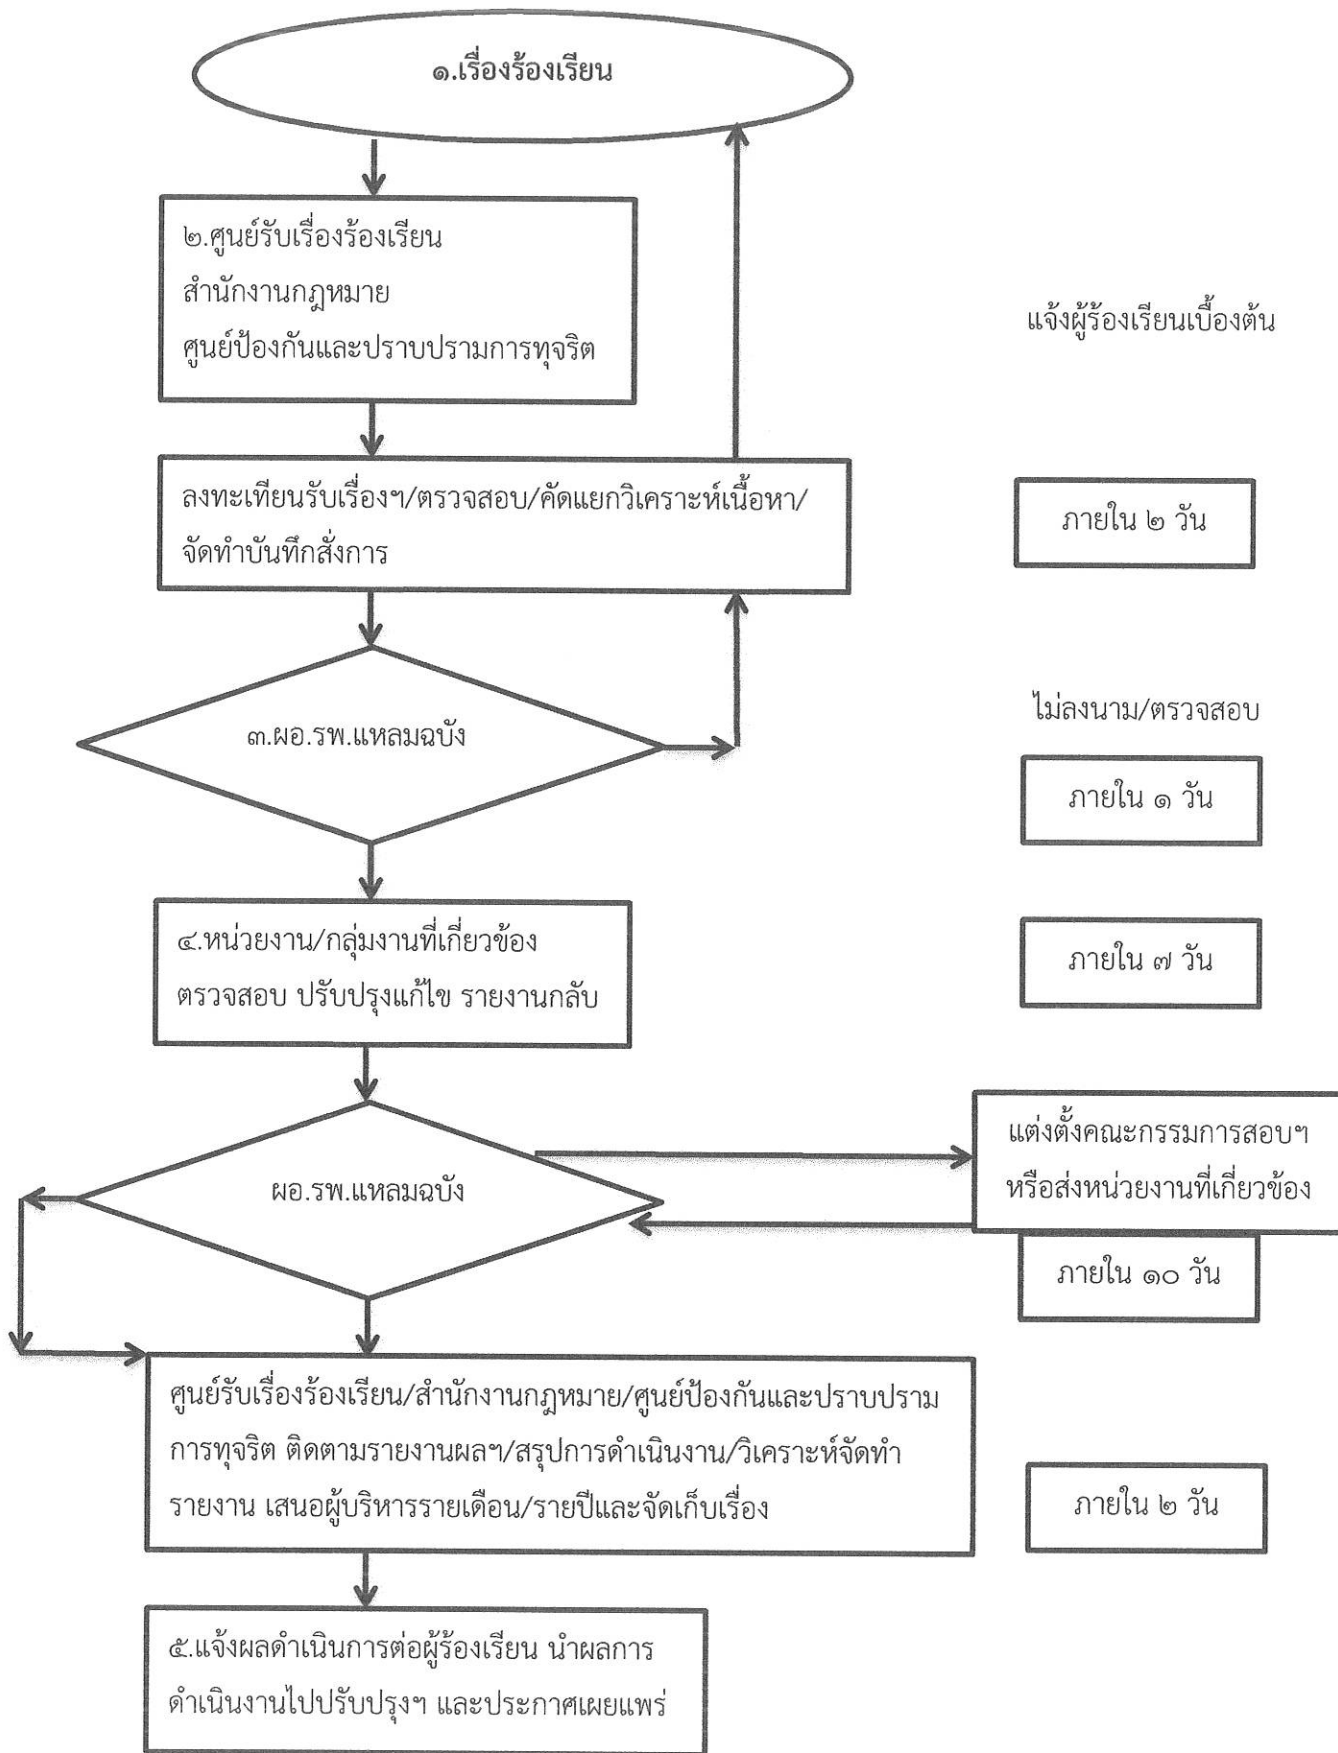 ๑.เรื่องร้องเรียน
๒.ศูนย์รับเรื่องร้องเรียน
สำนักงานกฎหมาย
ศูนย์ป้องกันและปราบปรามการทุจริต
แจ้งผู้ร้องเรียนเบื้องต้น
ลงทะเทียนรับเรื่องฯ/ตรวจสอบ/คัดแยกวิเคราะห์เนื้อหา/
จัดทำบันทึกสั่งการ
ภายใน ๒ วัน
๓.ผอ.รพ.แหลมฉบัง
ไม่ลงนาม/ตรวจสอบ
ภายใน ๑ วัน
๔.หน่วยงาน/กลุ่มงานที่เกี่ยวข้อง
ตรวจสอบ ปรับปรุงแก้ไข รายงานกลับ
ภายใน ๗ วัน
ผอ.รพ.แหลมฉบัง
แต่งตั้งคณะกรรมการสอบฯ
หรือส่งหน่วยงานที่เกี่ยวข้อง
ภายใน ๑๐ วัน
ศูนย์รับเรื่องร้องเรียน/สำนักงานกฎหมาย/ศูนย์ป้องกันและปราบปราม
การทุจริต ติดตามรายงานผลฯ/สรุปการดำเนินงาน/วิเคราะห์จัดทำ
รายงาน เสนอผู้บริหารรายเดือน/รายปีและจัดเก็บเรื่อง
ภายใน ๒ วัน
๕.แจ้งผลดำเนินการต่อผู้ร้องเรียน นำผลการ
ดำเนินงานไปปรับปรุงฯ และประกาศเผยแพร่